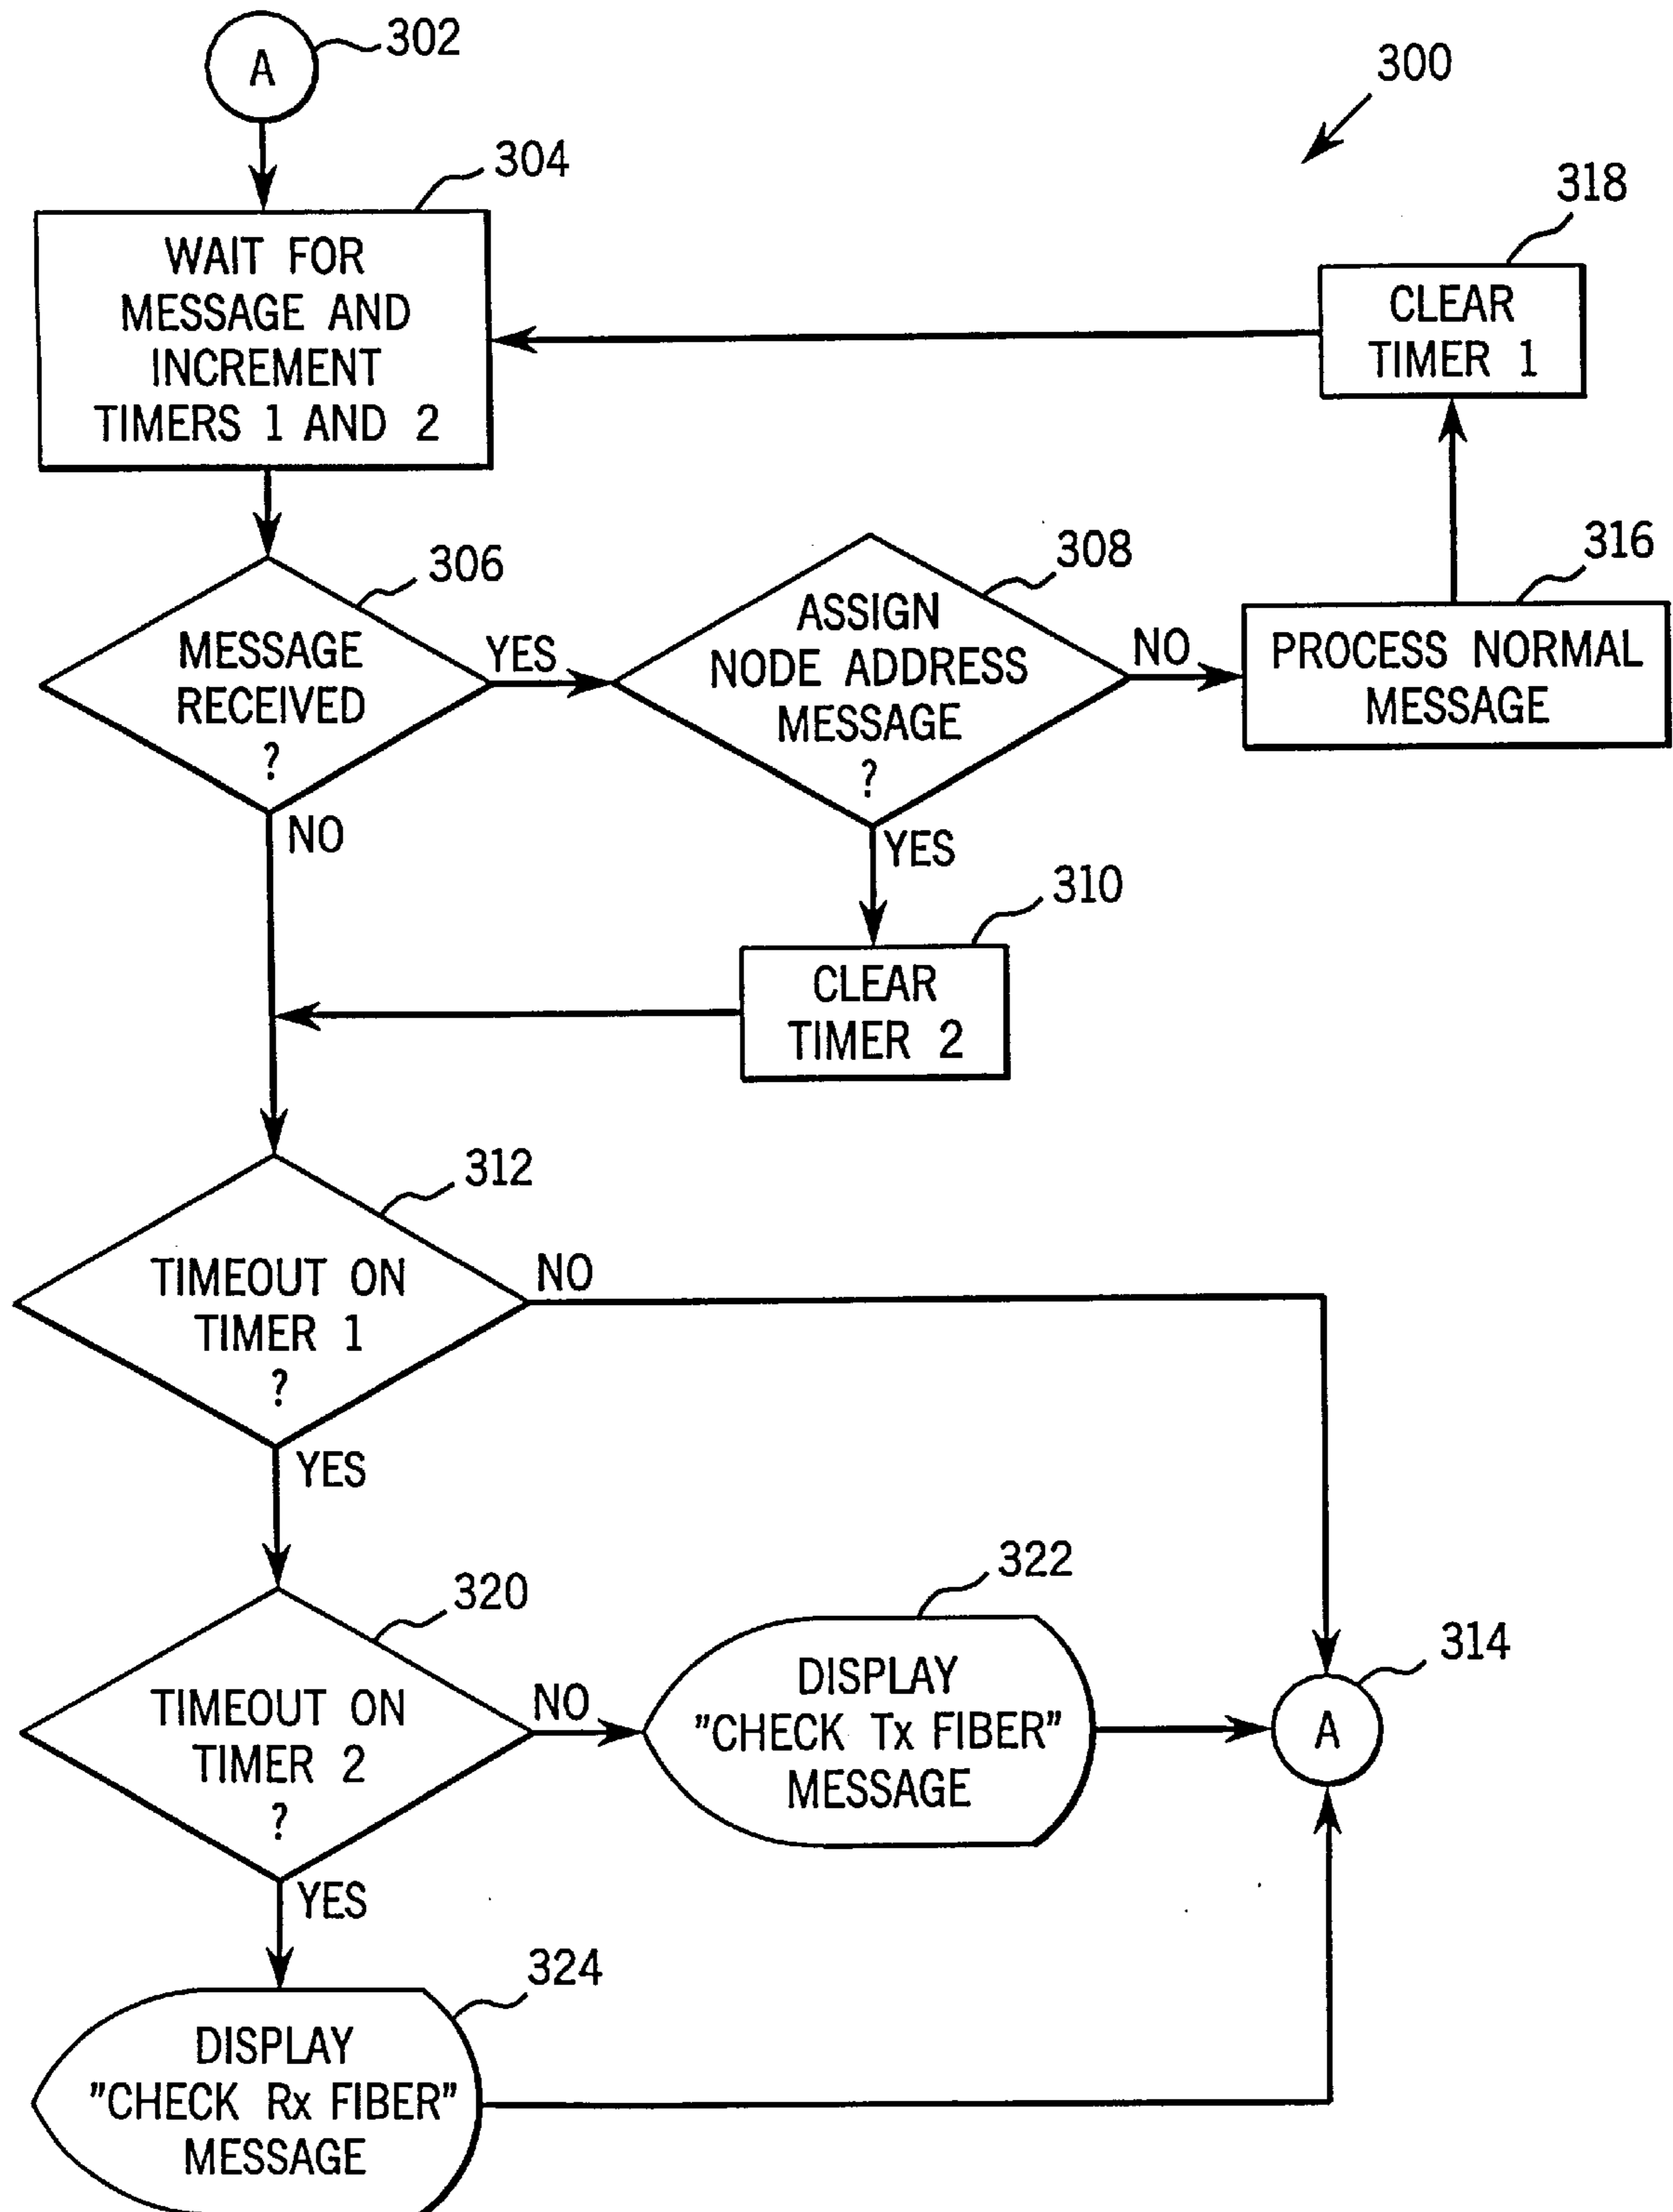 A
302
300
304
WAIT FOR
MESSAGE AND
INCREMENT
TIMERS 1 AND 2
318
CLEAR
TIMER 1
306
MESSAGE
RECEIVED
?
YES
NO
308
ASSIGN
NODE ADDRESS
MESSAGE
?
NO
YES
316
PROCESS NORMAL
MESSAGE
310
CLEAR
TIMER 2
312
TIMEOUT ON
TIMER 1
?
NO
YES
320
TIMEOUT ON
TIMER 2
?
NO
YES
322
DISPLAY
"CHECK Tx FIBER"
MESSAGE
314
A
324
DISPLAY
"CHECK Rx FIBER"
MESSAGE